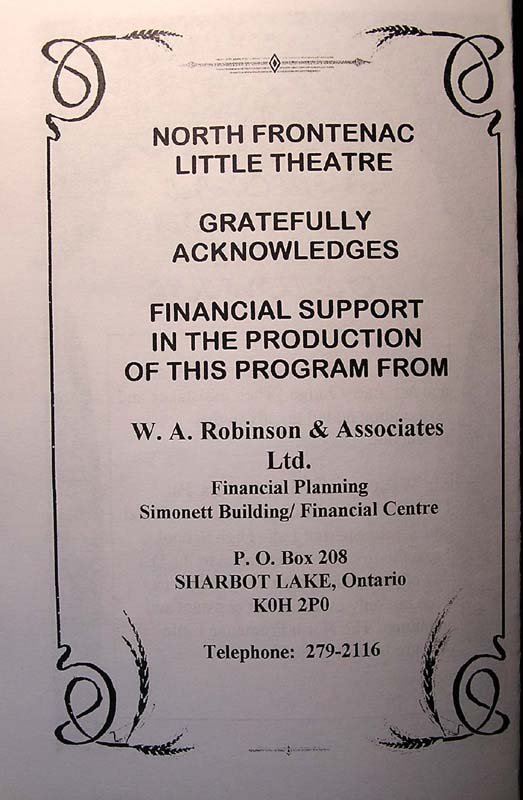 NORTH FRONTENAC
LITTLE THEATRE
GRATEFULLY
ACKNOWLEDGES
FINANCIAL SUPPORT
IN THE PRODUCTION
OF THIS PROGRAM FROM
W. A. Robinson & Associates
Ltd.
Financial Planning
Simonett Building/ Financial Centre
P. O. Box 208
SHARBOT LAKE, Ontario
K0H 2P0
Telephone: 279-2116